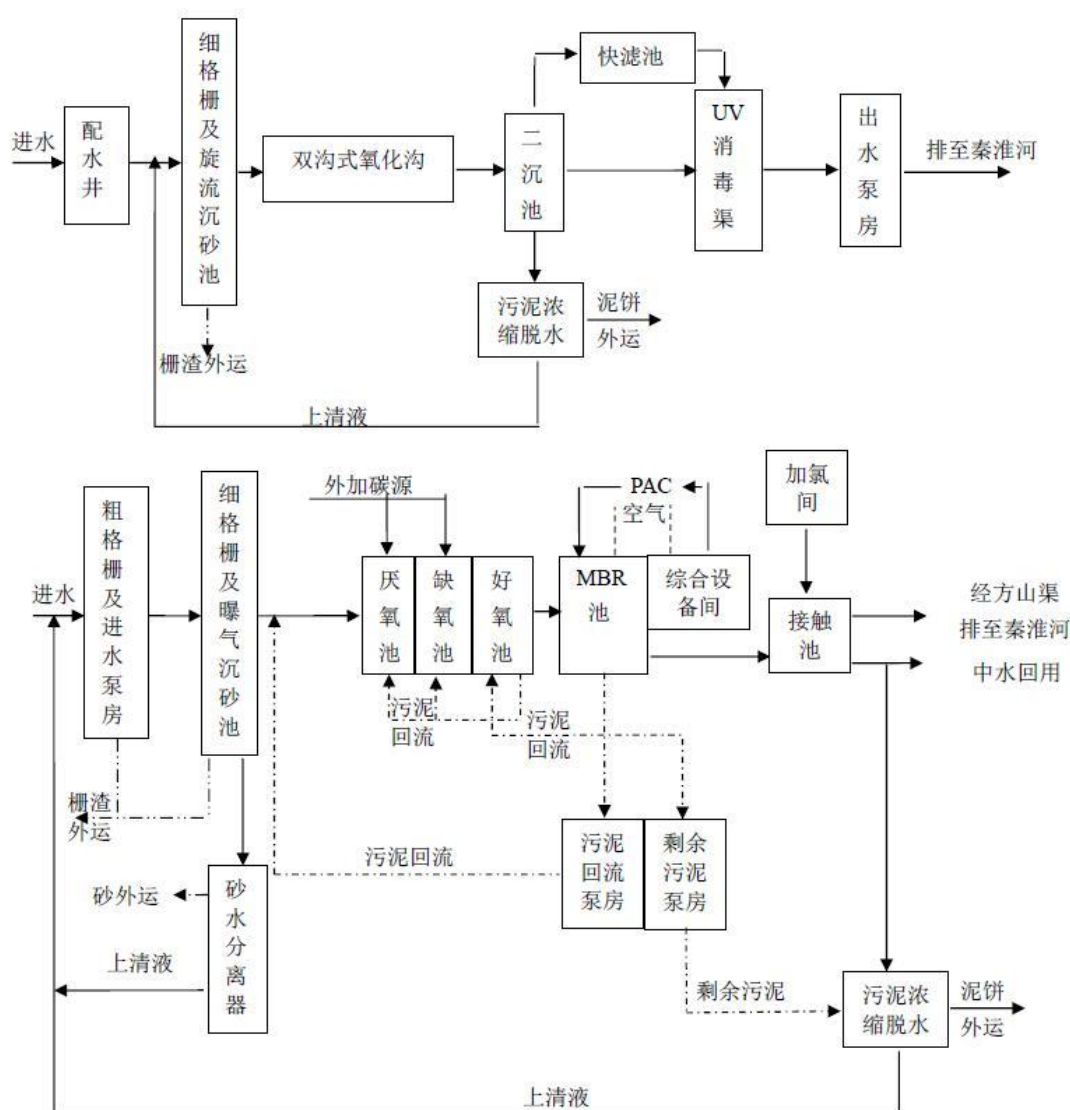 进水
配水井
细格栅及旋流沉砂池
栅渣外运
双沟式氧化沟
二沉池
快滤池
UV
消毒渠
出水泵房
排至秦淮河
污泥浓
缩脱水
泥饼
外运
上清液
进水
粗格栅及进水泵房
细格栅及曝气沉砂池
栅渣
外运
砂水分离器
砂外运
上清液
外加碳源
厌氧池
缺氧池
好氧池
污泥
回流
污泥
回流
PAC
空气
MBR
池
综合设
备间
加氯
间
接触
池
经方山渠
排至秦淮河
中水回用
污泥回流
污泥
回流
泵房
剩余
污泥
泵房
剩余污泥
污泥浓
缩脱水
泥饼
外运
上清液